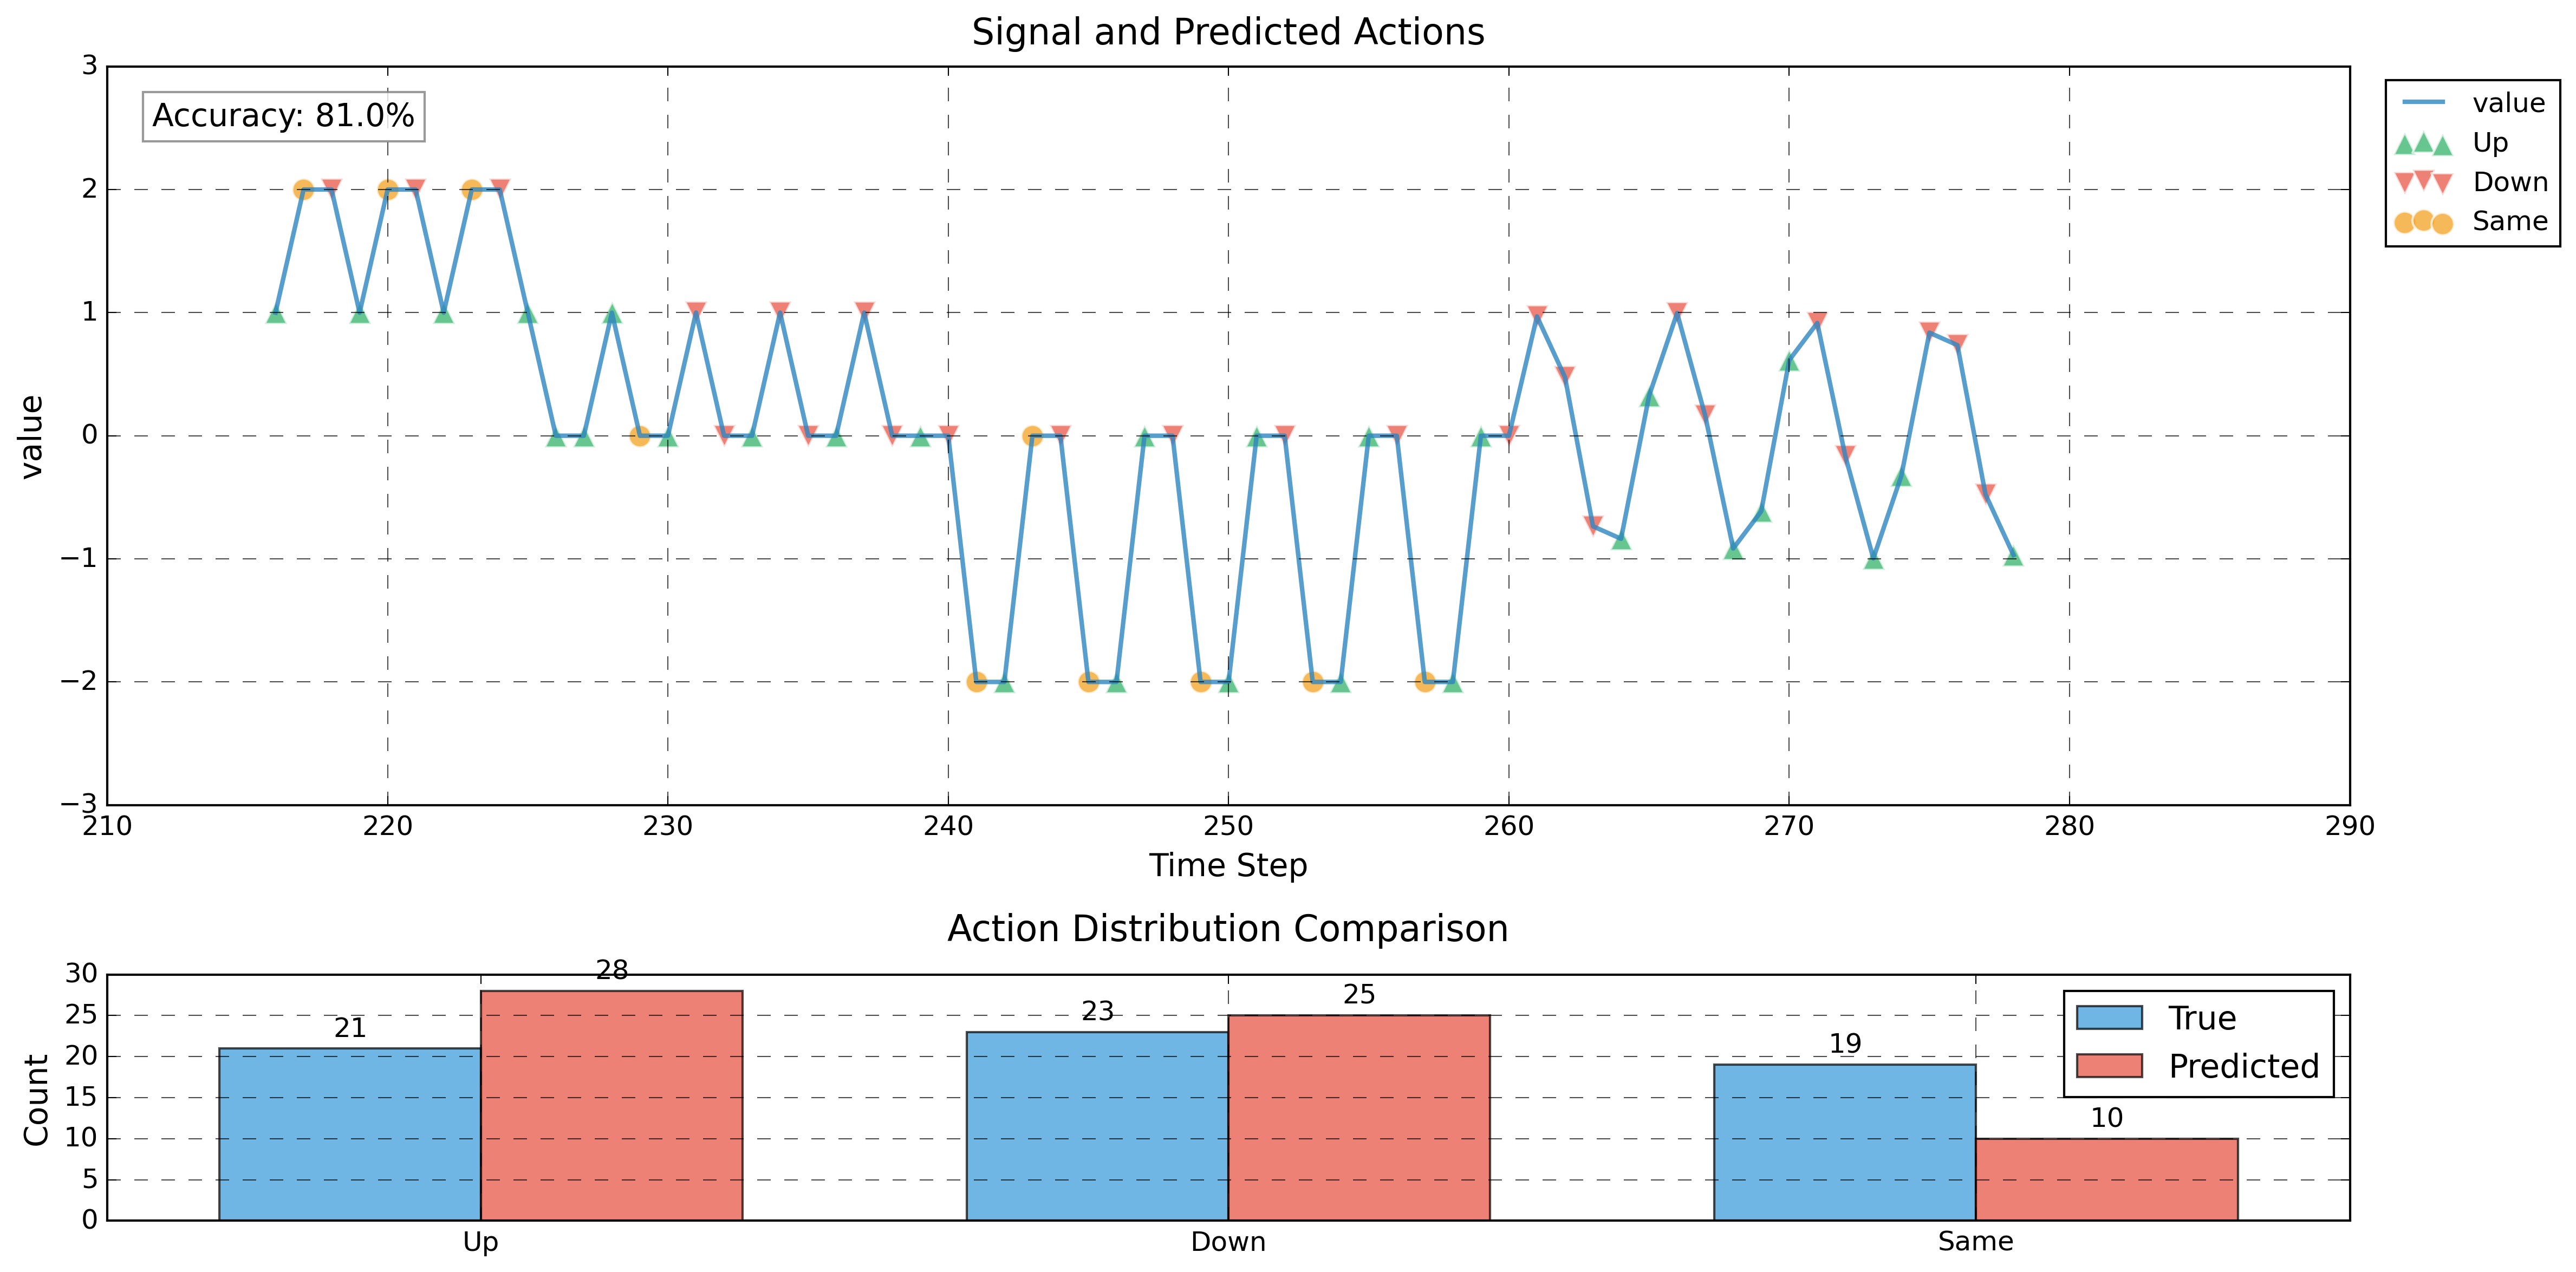 Signal and Predicted Actions
3
2
1
0
−1
−2
−3
value
Accuracy: 81.0%
value
Up
Down
Same
210 220 230 240 250 260 270 280 290
Time Step
Action Distribution Comparison
30
25
20
15
10
5
0
Count
21 28 23 25 19 10
True
Predicted
Up Down Same